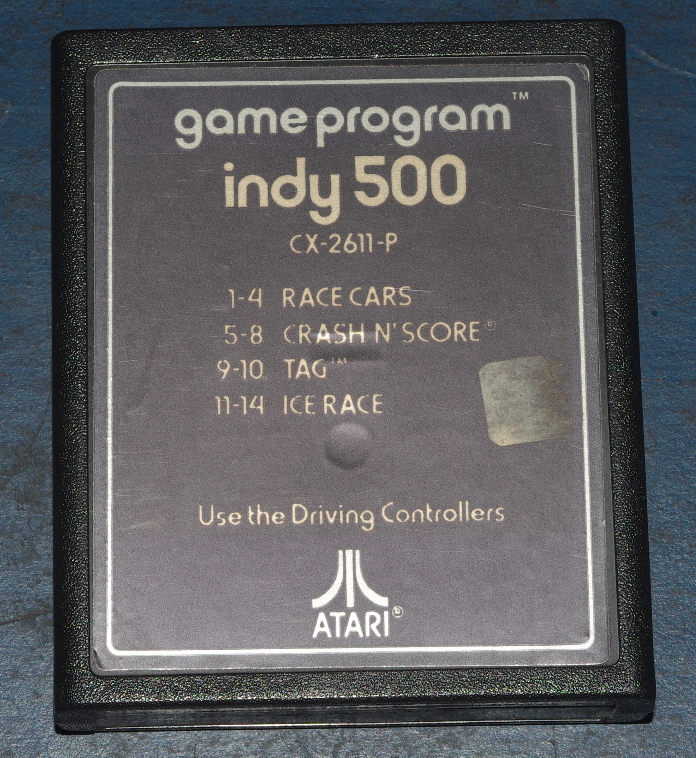 game program™
indy 500
CX-2611-P
1-4 RACE CARS
5-8 CRASH N' SCORE®
9-10 TAG™
11-14 ICE RACE
Use the Driving Controllers
ATARI®